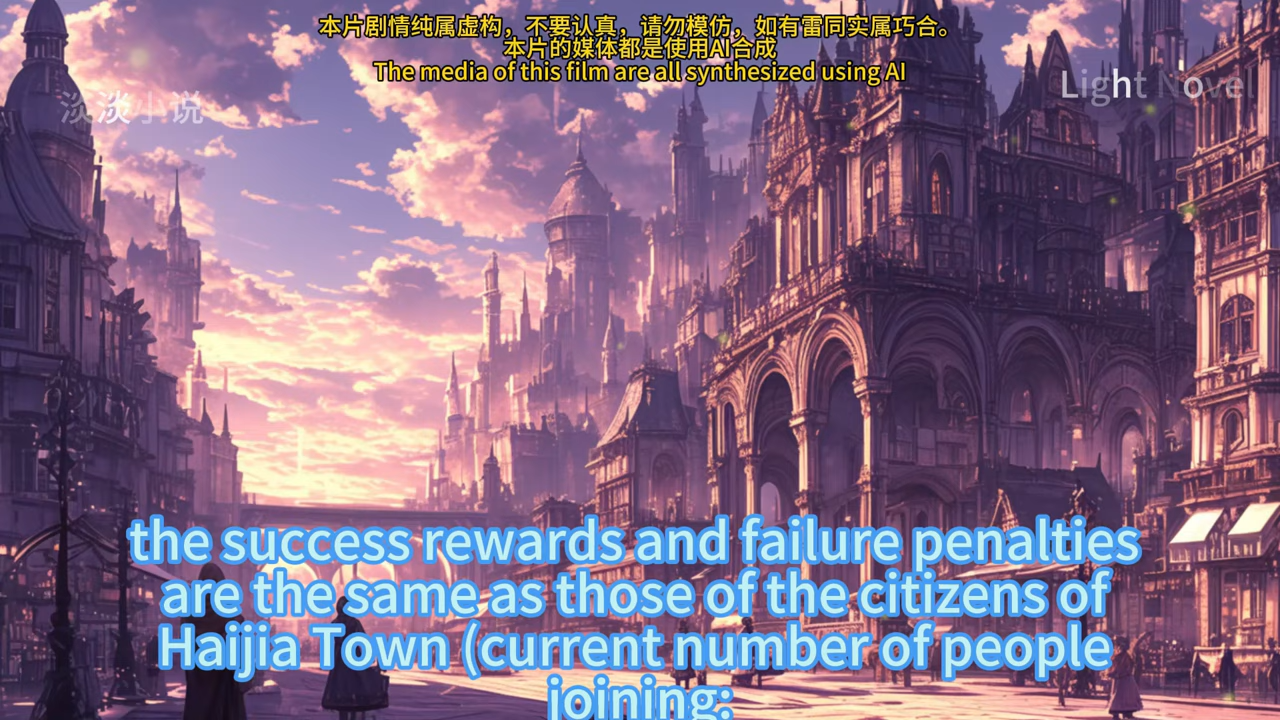 本片剧情纯属虚构，不要认真，请勿模仿，如有雷同实属巧合。
本片的媒体都是使用AI合成
The media of this film are all synthesized using AI
Light Novel
淡淡小说
the success rewards and failure penalties
are the same as those of the citizens of
Haijia Town (current number of people
joining: